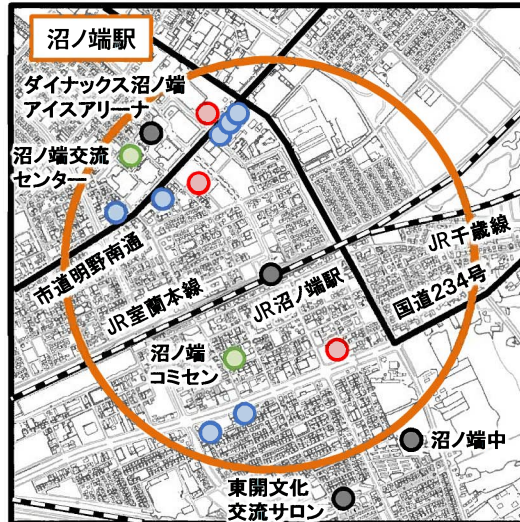 沼ノ端駅
ダイナックス沼ノ端
アイスアリーナ
沼ノ端交流
センター
市道明野南通
JR室蘭本線
JR沼ノ端駅
JR千歳線
国道234号
沼ノ端
コミセン
沼ノ端中
東開文化
交流サロン